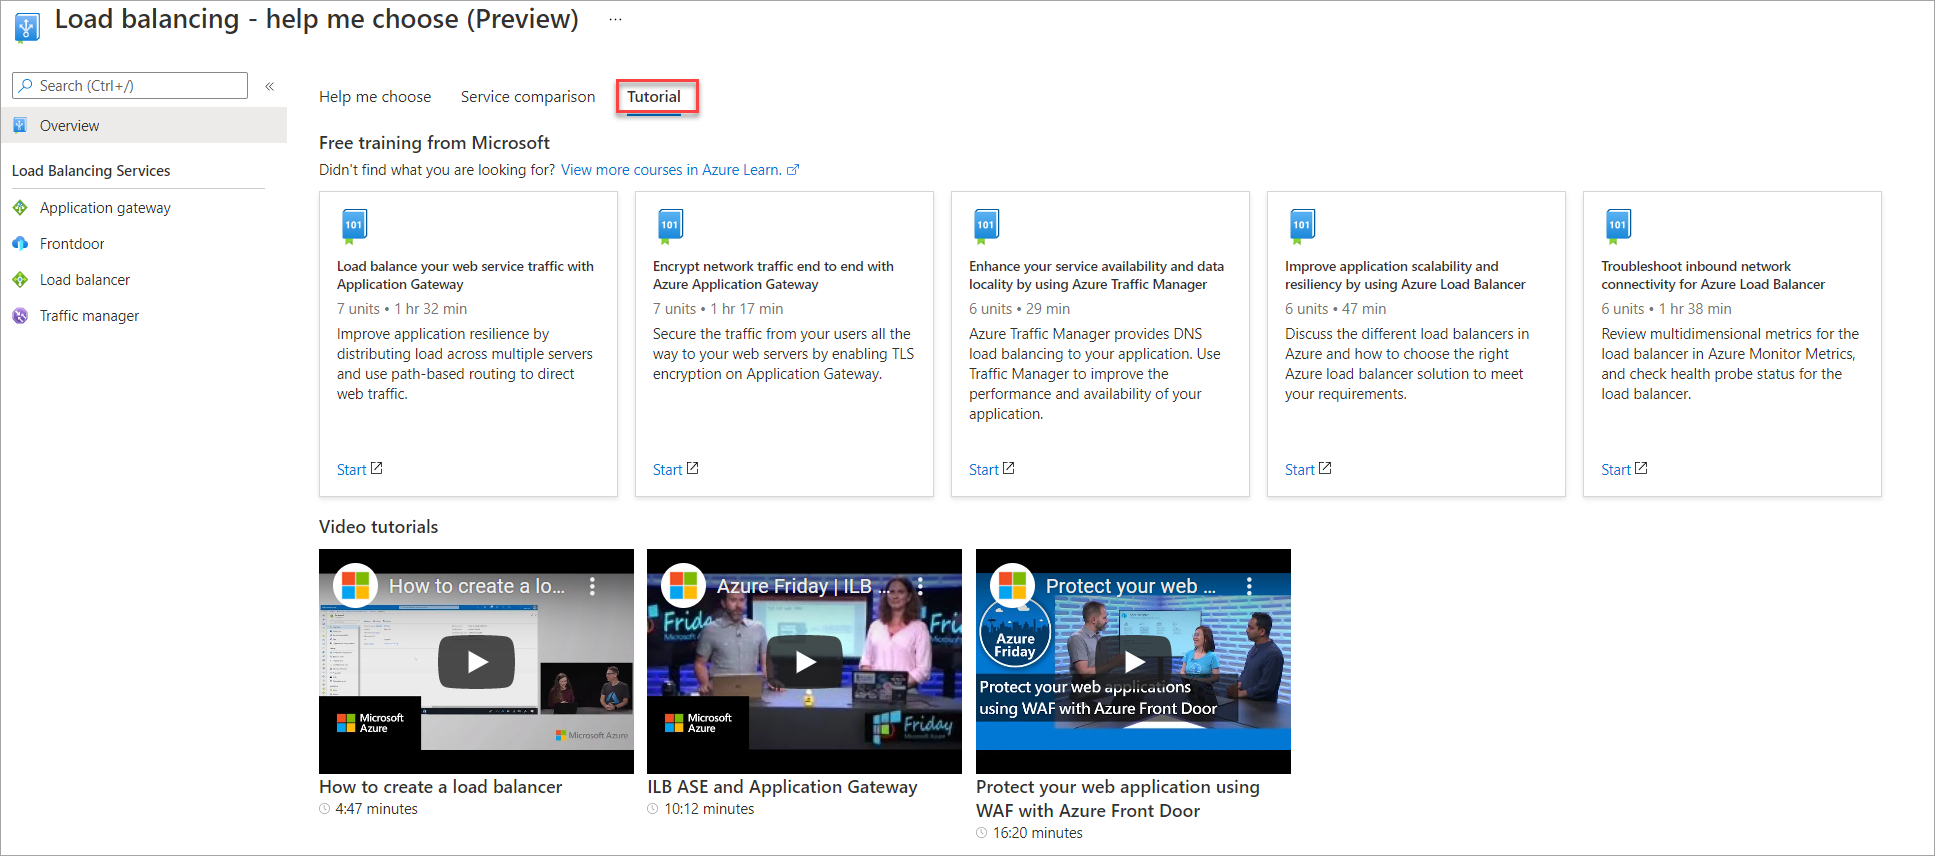 Load balancing - help me choose (Preview) ...
Search (Ctrl+/) «
Overview
Load Balancing Services
Application gateway
Frontdoor
Load balancer
Traffic manager
Help me choose Service comparison Tutorial
Free training from Microsoft
Didn't find what you are looking for? View more courses in Azure Learn.
101
Load balance your web service traffic with
Application Gateway
7 units • 1 hr 32 min
Improve application resilience by
distributing load across multiple servers
and use path-based routing to direct
web traffic.
Start
101
Encrypt network traffic end to end with
Azure Application Gateway
7 units • 1 hr 17 min
Secure the traffic from your users all the
way to your web servers by enabling TLS
encryption on Application Gateway.
Start
101
Enhance your service availability and data
locality by using Azure Traffic Manager
6 units • 29 min
Azure Traffic Manager provides DNS
load balancing to your application. Use
Traffic Manager to improve the
performance and availability of your
application.
Start
101
Improve application scalability and
resiliency by using Azure Load Balancer
6 units • 47 min
Discuss the different load balancers in
Azure and how to choose the right
Azure load balancer solution to meet
your requirements.
Start
101
Troubleshoot inbound network
connectivity for Azure Load Balancer
6 units • 1 hr 38 min
Review multidimensional metrics for the
load balancer in Azure Monitor Metrics,
and check health probe status for the
load balancer.
Start
Video tutorials
How to create a lo...
Microsoft
Azure
Microsoft Azure
How to create a load balancer
4:47 minutes
Azure Friday | ILB ...
Friday
Microsoft
Azure
Friday
ILB ASE and Application Gateway
10:12 minutes
Protect your web ...
Azure
Friday
Protect your web applications
using WAF with Azure Front Door
Protect your web application using
WAF with Azure Front Door
16:20 minutes